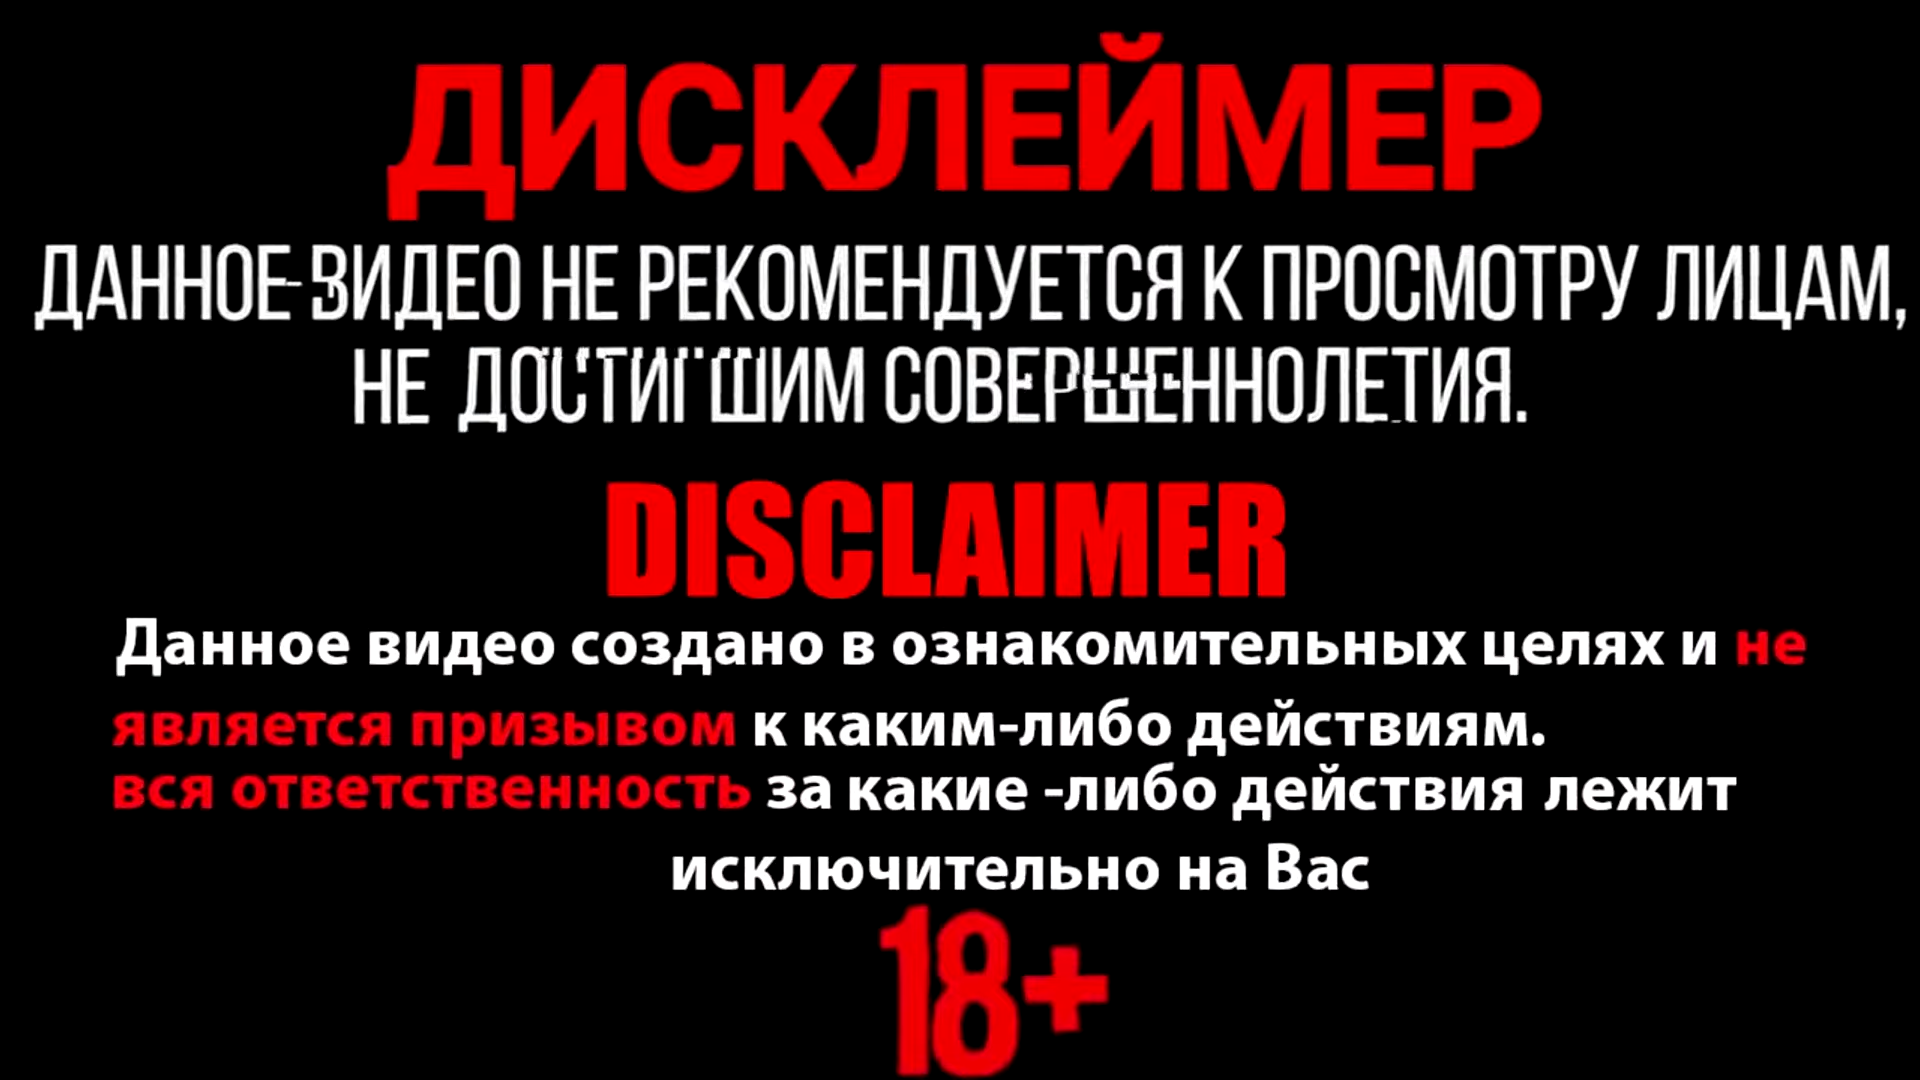 ДИСКЛЕЙМЕР
ДАННОЕ ВИДЕО НЕ РЕКОМЕНДУЕТСЯ К ПРОСМОТРУ ЛИЦАМ,
НЕ ДОСТИГШИМ СОВЕРШЕННОЛЕТИЯ.
DISCLAIMER
Данное видео создано в ознакомительных целях и не
является призывом к каким-либо действиям.
вся ответственность за какие -либо действия лежит
исключительно на Вас
18+